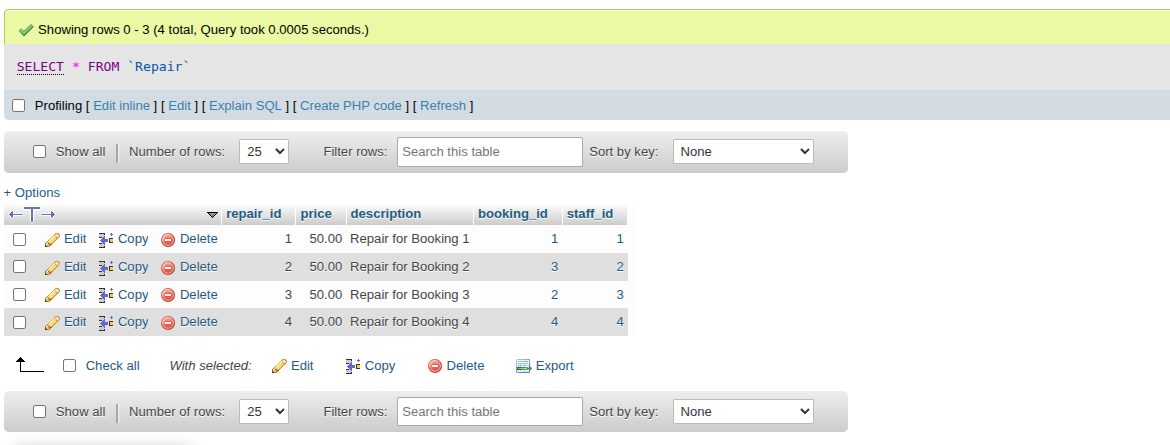 Showing rows 0 - 3 (4 total, Query took 0.0005 seconds.)
SELECT * FROM `Repair`
Profiling [ Edit inline ] [ Edit ] [ Explain SQL ] [ Create PHP code ] [ Refresh ]
Show all | Number of rows: 25 Filter rows: Search this table Sort by key: None
+ Options
←T→ repair_id price description booking_id staff_id
Edit Copy Delete 1 50.00 Repair for Booking 1 1 1
Edit Copy Delete 2 50.00 Repair for Booking 2 3 2
Edit Copy Delete 3 50.00 Repair for Booking 3 2 3
Edit Copy Delete 4 50.00 Repair for Booking 4 4 4
Check all With selected: Edit Copy Delete Export
Show all | Number of rows: 25 Filter rows: Search this table Sort by key: None